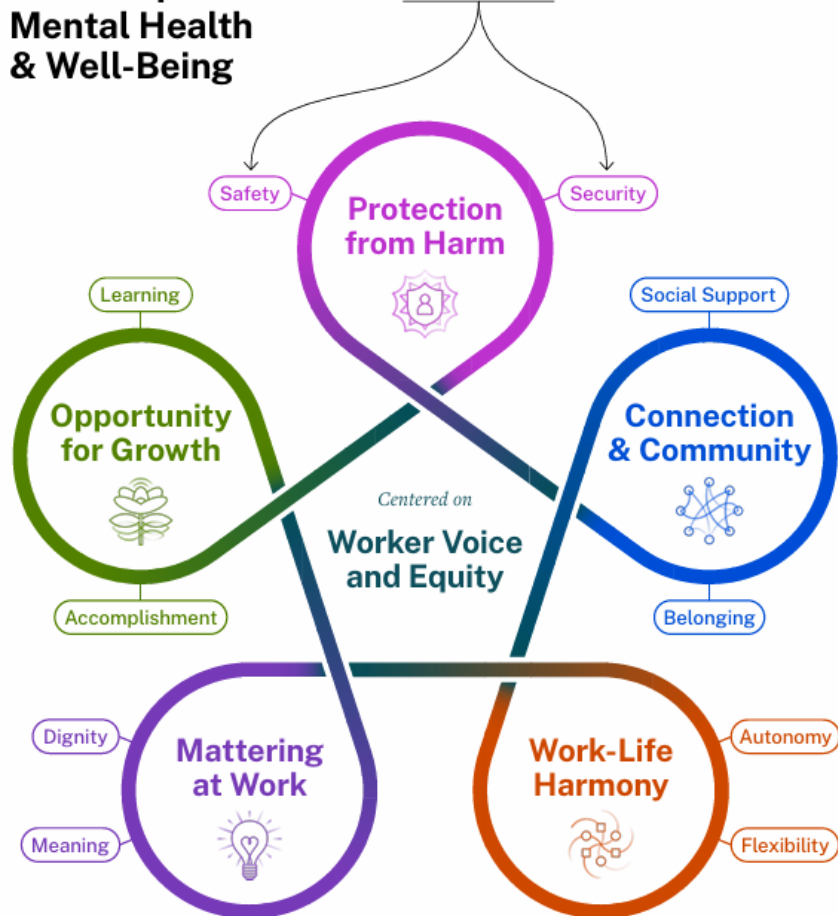 Mental Health
& Well-Being
Safety
Security
Protection
from Harm
Learning
Social Support
Opportunity
for Growth
Connection
& Community
Centered on
Worker Voice
and Equity
Accomplishment
Belonging
Dignity
Autonomy
Mattering
at Work
Work-Life
Harmony
Meaning
Flexibility